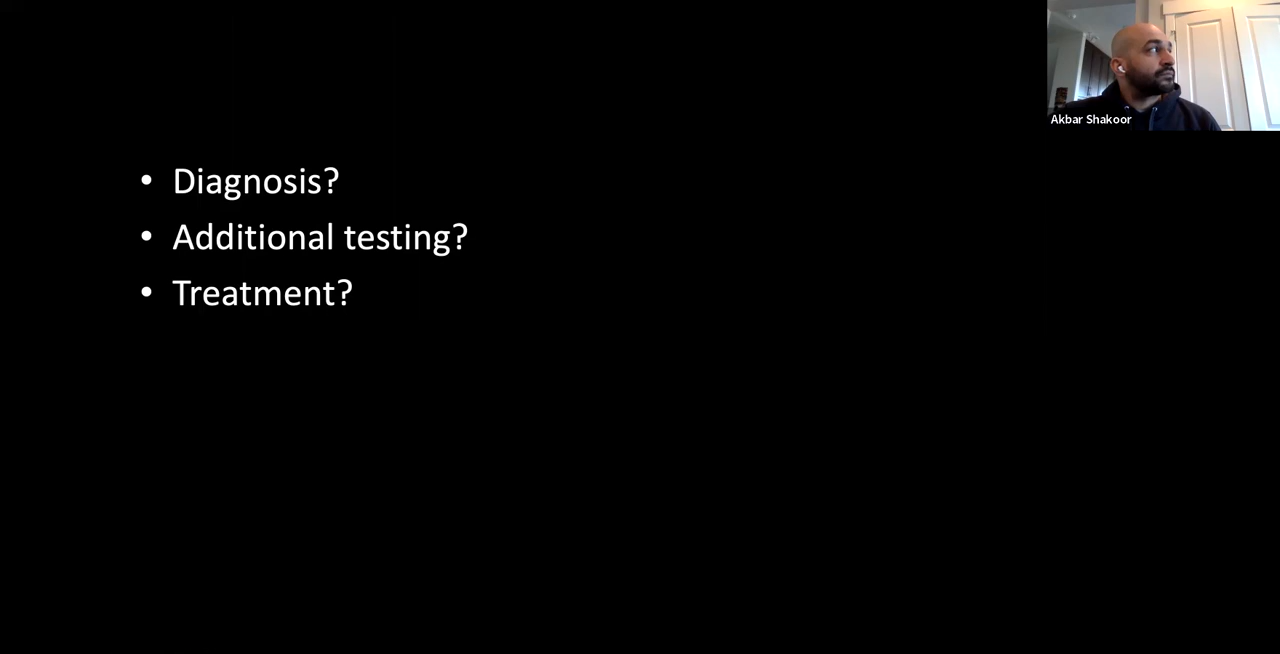 Akbar Shakoor
• Diagnosis?
• Additional testing?
• Treatment?